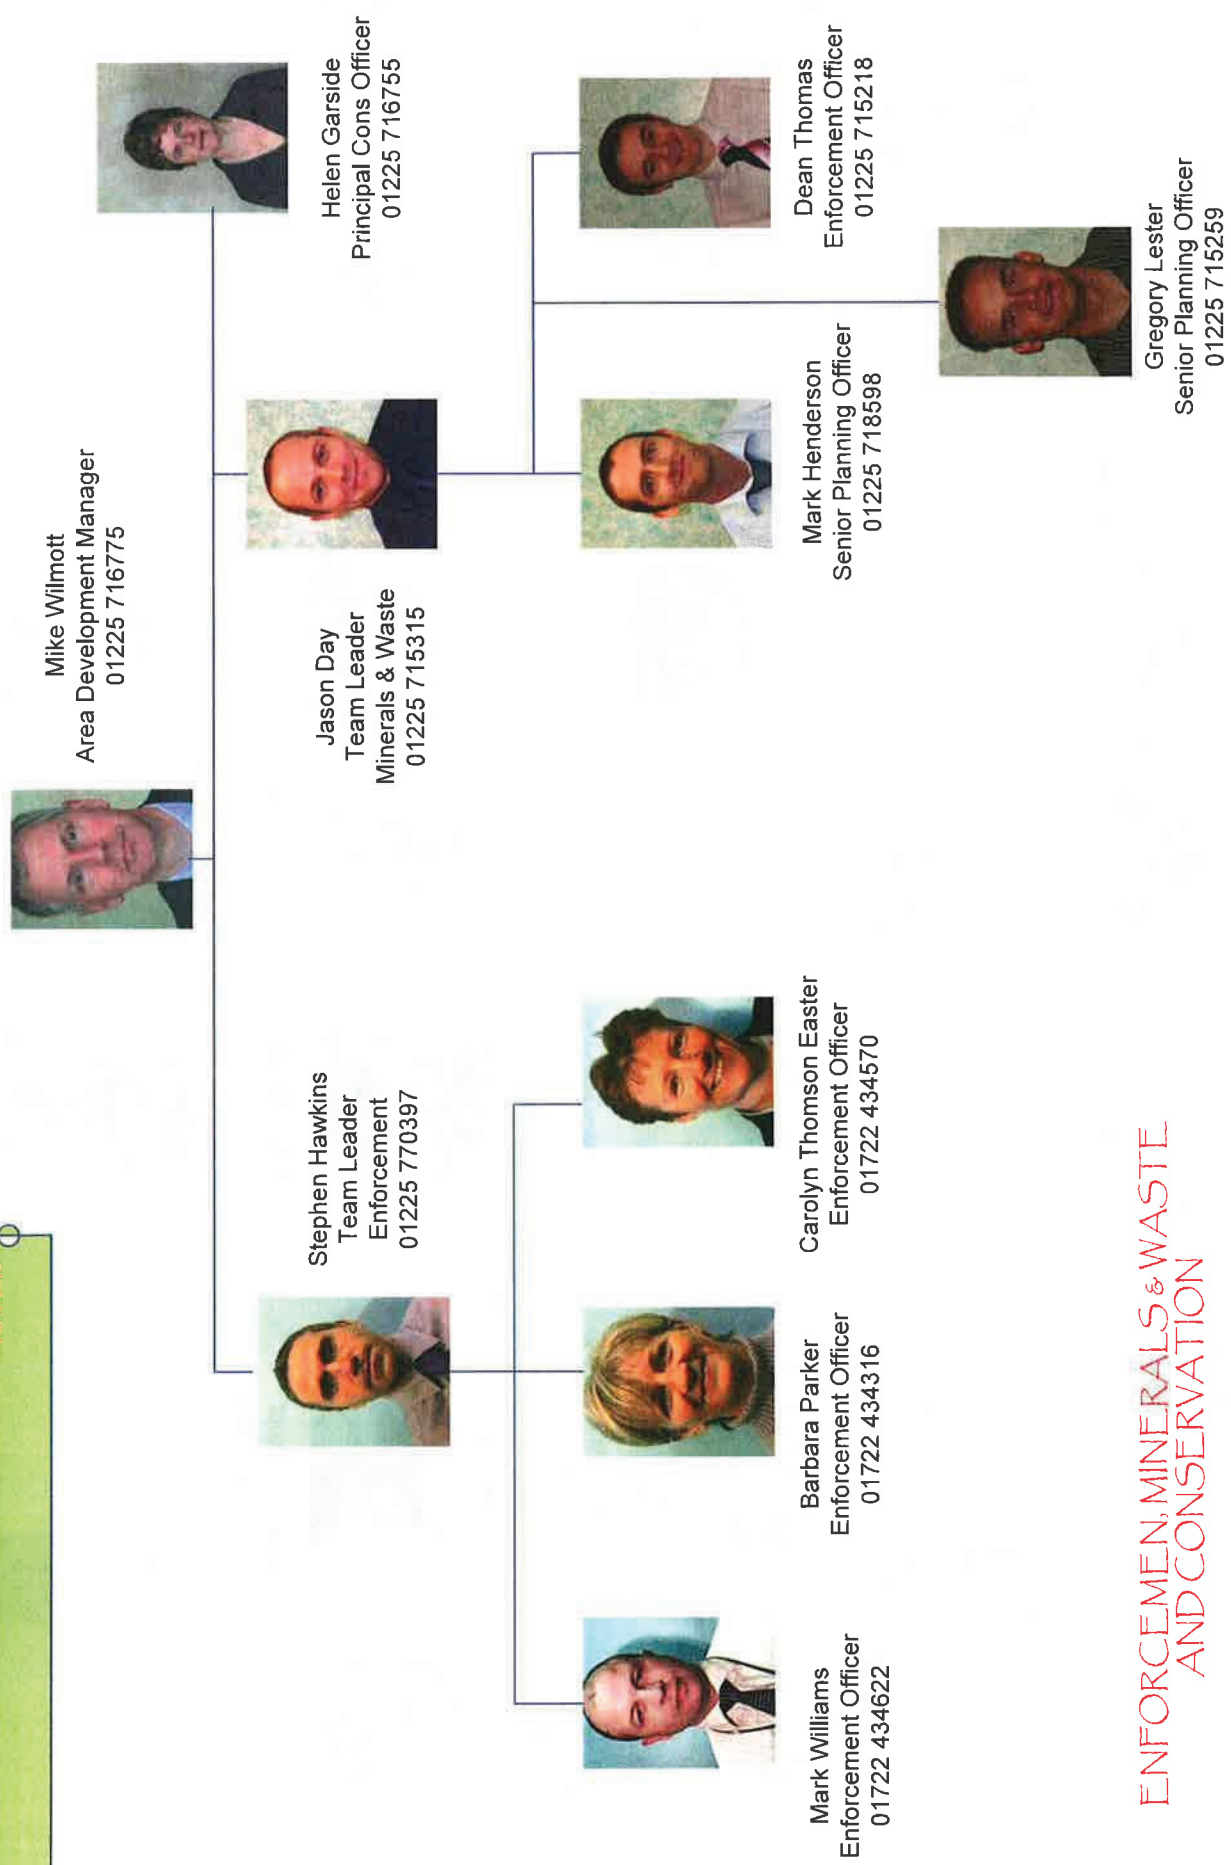 Mike Wilmott
Area Development Manager
01225 716775
Stephen Hawkins
Team Leader
Enforcement
01225 770397
Jason Day
Team Leader
Minerals & Waste
01225 715315
Helen Garside
Principal Cons Officer
01225 716755
Mark Williams
Enforcement Officer
01722 434622
Barbara Parker
Enforcement Officer
01722 434316
Carolyn Thomson Easter
Enforcement Officer
01722 434570
Mark Henderson
Senior Planning Officer
01225 718598
Dean Thomas
Enforcement Officer
01225 715218
Gregory Lester
Senior Planning Officer
01225 715259
ENFORCEMEN, MINERALS & WASTE
AND CONSERVATION